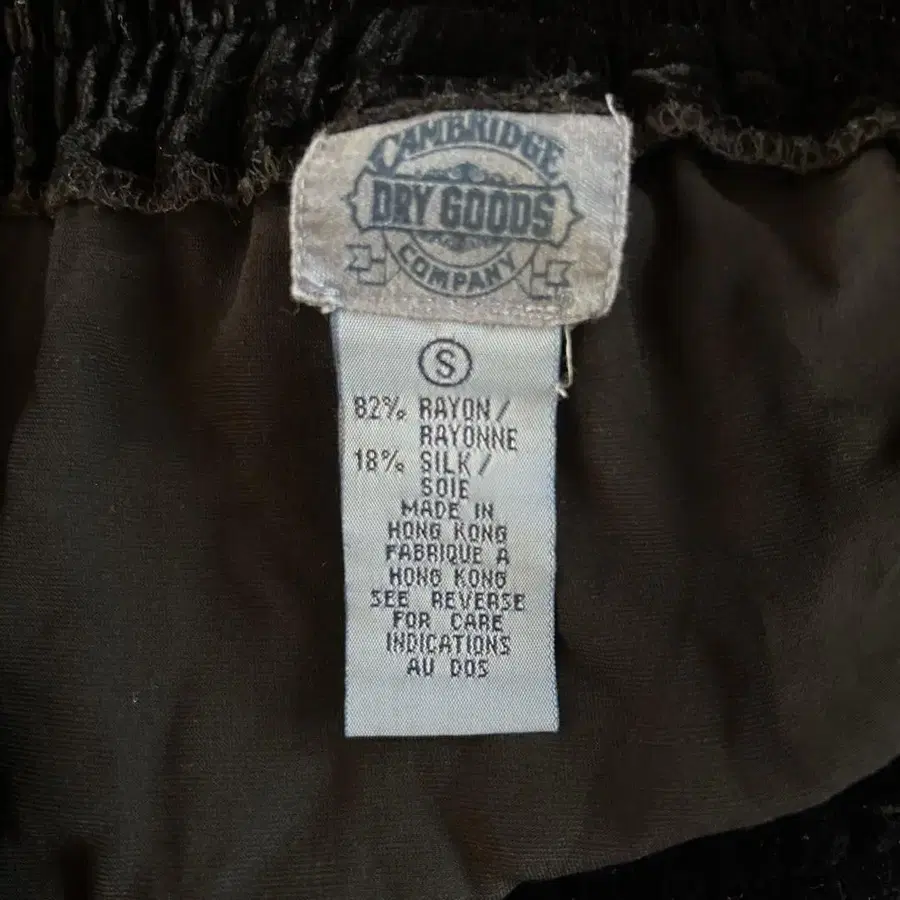 CAMBRIDGE
DRY GOODS
COMPANY
S
82% RAYON/
RAYONNE
18% SILK/
SOIE
MADE IN
HONG KONG
FABRIQUE A
HONG KONG
SEE REVERSE
FOR CARE
INDICATIONS
AU DOS